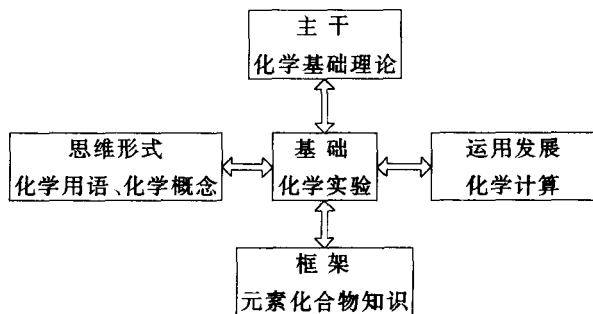 主干
化学基础理论
思维形式
化学用语、化学概念
基础
化学实验
运用发展
化学计算
框架
元素化合物知识